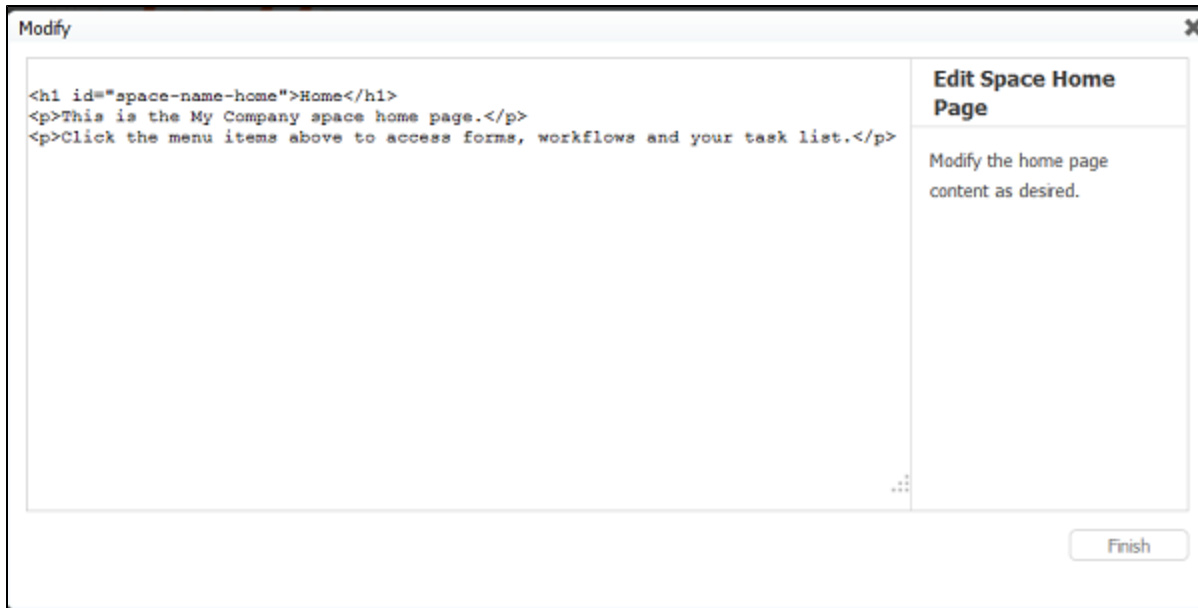 Modify
<h1 id="space-name-home">Home</h1>
<p>This is the My Company space home page.</p>
<p>Click the menu items above to access forms, workflows and your task list.</p>
Edit Space Home
Page
Modify the home page
content as desired.
Finish